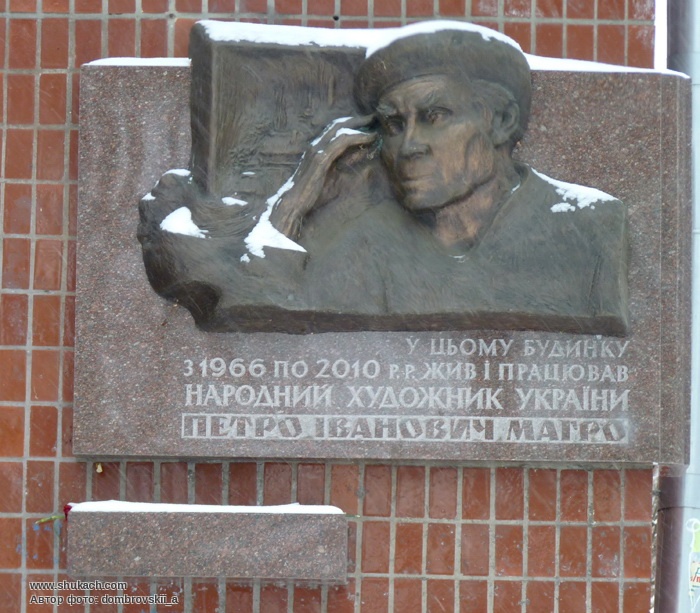 У ЦЬОМУ БУДИНКУ
З 1966 ПО 2010 Р.Р. ЖИВ І ПРАЦЮВАВ
НАРОДНИЙ ХУДОЖНИК УКРАЇНИ
ПЕТРО ІВАНОВИЧ МАГРО
www.shukach.com
Автор фото: dombrovskii_a